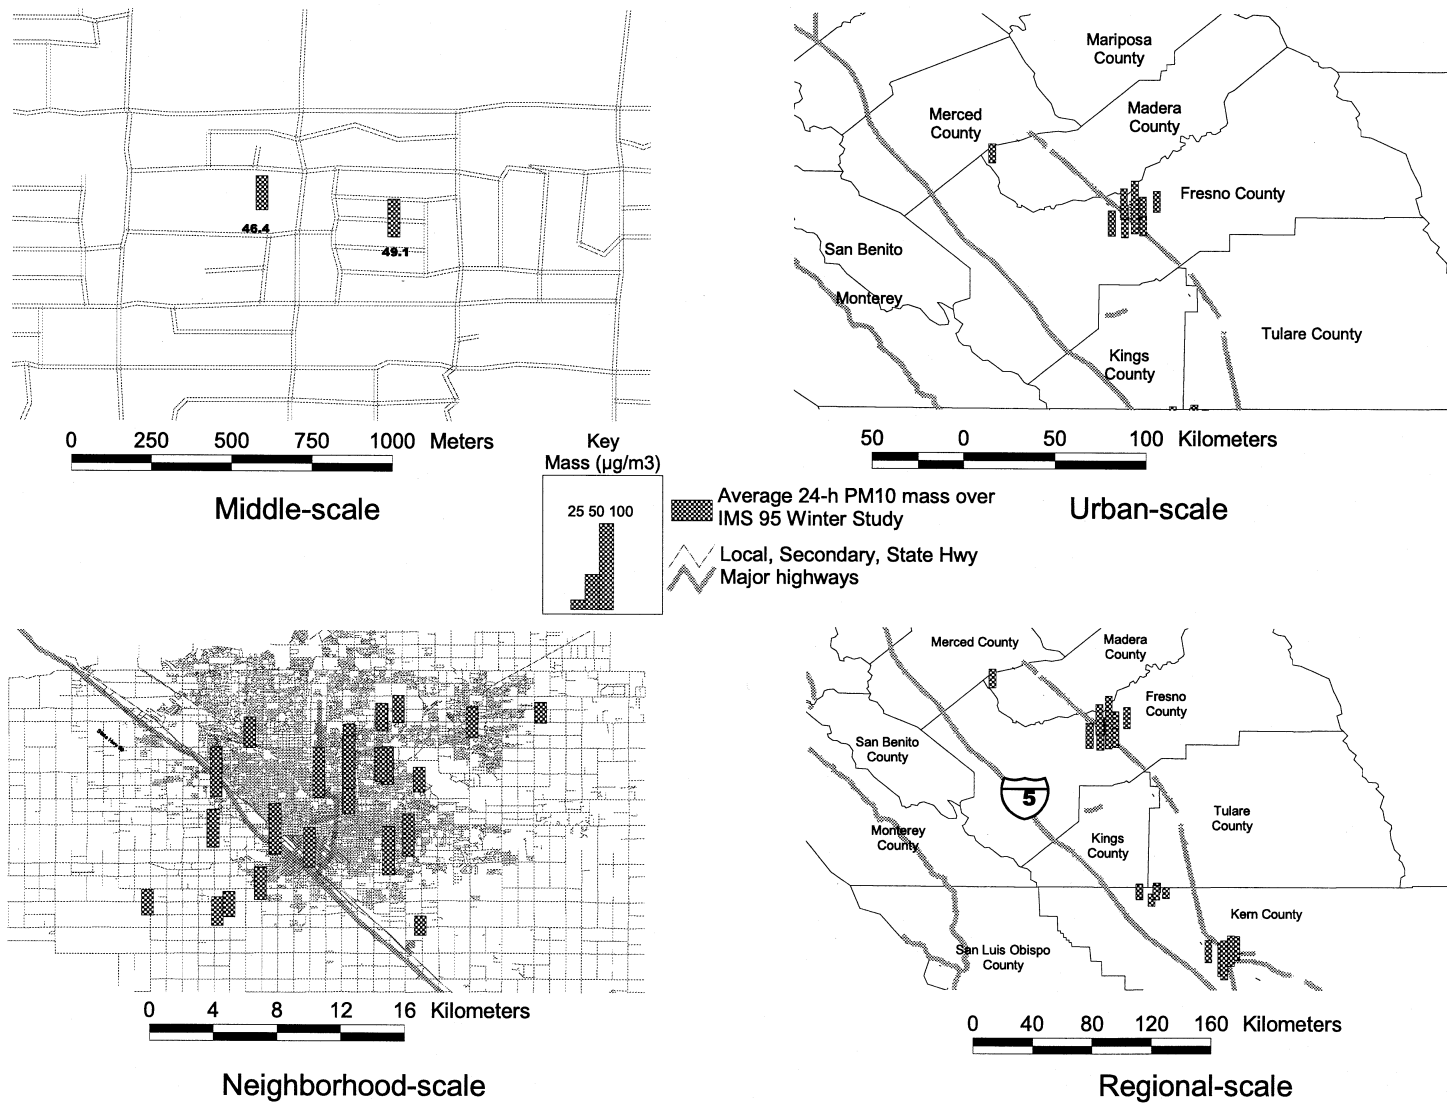 46.4
49.1
0 250 500 750 1000 Meters
Middle-scale
Mariposa
County
Merced
County
Madera
County
Fresno County
San Benito
Monterey
Tulare County
Kings
County
50 0 50 100 Kilometers
Urban-scale
Key
Mass (µg/m3)
25 50 100
Average 24-h PM10 mass over
IMS 95 Winter Study
Local, Secondary, State Hwy
Major highways
0 4 8 12 16 Kilometers
Neighborhood-scale
Merced County
Madera
County
Fresno
County
San Benito
County
5
Tulare
County
Monterey
County
Kings
County
Kern County
San Luis Obispo
County
0 40 80 120 160 Kilometers
Regional-scale